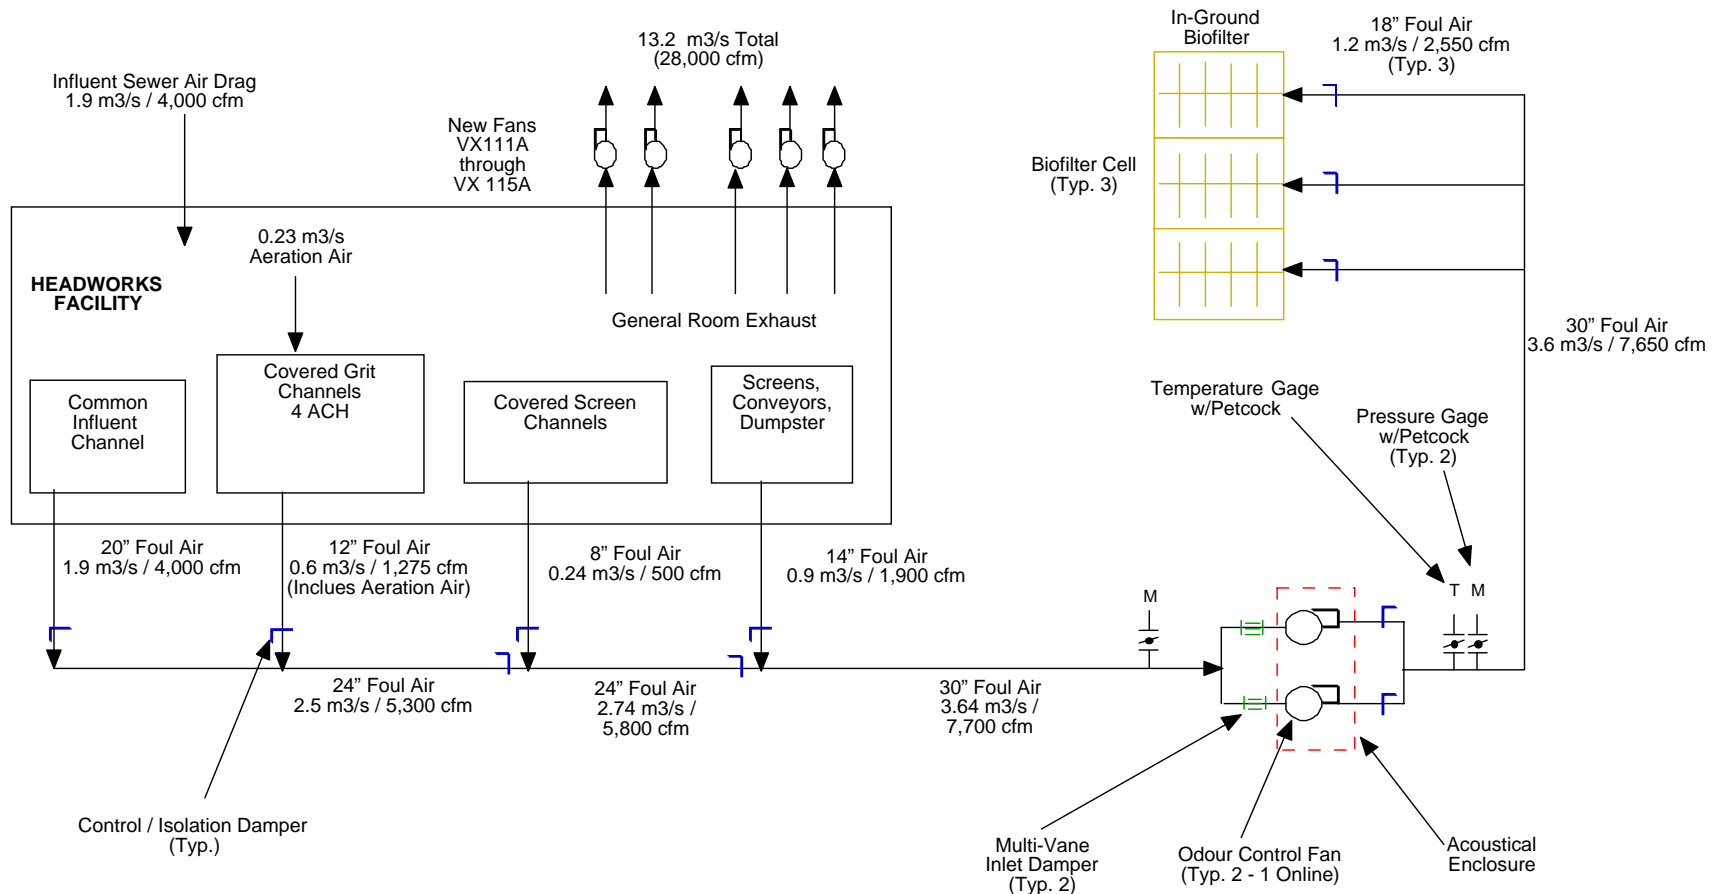 In-Ground
Biofilter
18” Foul Air
1.2 m3/s / 2,550 cfm
(Typ. 3)
13.2 m3/s Total
(28,000 cfm)
Influent Sewer Air Drag
1.9 m3/s / 4,000 cfm
New Fans
VX111A
through
VX 115A
Biofilter Cell
(Typ. 3)
0.23 m3/s
Aeration Air
HEADWORKS
FACILITY
General Room Exhaust
30” Foul Air
3.6 m3/s / 7,650 cfm
Common
Influent
Channel
Covered Grit
Channels
4 ACH
Covered Screen
Channels
Screens,
Conveyors,
Dumpster
Temperature Gage
w/Petcock
Pressure Gage
w/Petcock
(Typ. 2)
20” Foul Air
1.9 m3/s / 4,000 cfm
12” Foul Air
0.6 m3/s / 1,275 cfm
(Inclues Aeration Air)
8” Foul Air
0.24 m3/s / 500 cfm
14” Foul Air
0.9 m3/s / 1,900 cfm
M
T M
24” Foul Air
2.5 m3/s / 5,300 cfm
24” Foul Air
2.74 m3/s /
5,800 cfm
30” Foul Air
3.64 m3/s /
7,700 cfm
Control / Isolation Damper
(Typ.)
Multi-Vane
Inlet Damper
(Typ. 2)
Odour Control Fan
(Typ. 2 - 1 Online)
Acoustical
Enclosure